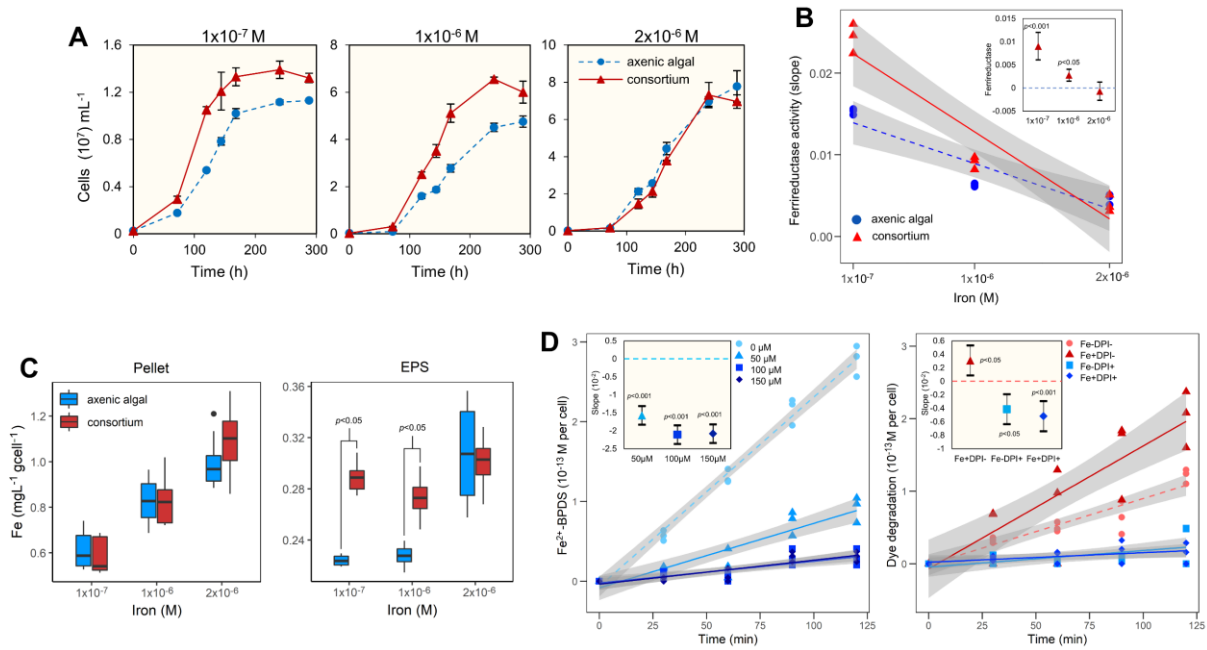 A
1x10-7 M
1x10-6 M
2x10-6 M
Cells (10⁷) mL⁻¹
1.6
1.2
0.8
0.4
0
0 100 200 300
Time (h)
8
6
4
2
0
0 100 200 300
Time (h)
10
8
6
4
2
0
0 100 200 300
Time (h)
axenic algal
consortium
B
Ferrireductase activity (slope)
0.02
0.01
0.00
1x10⁻⁷
1x10⁻⁶
2x10⁻⁶
Iron (M)
axenic algal
consortium
Ferrireductase
0.015
0.01
0.005
0
-0.005
p<0.001
p<0.05
1x10⁻⁷ 1x10⁻⁶ 2x10⁻⁶
C
Pellet
Fe (mL⁻¹ gcell⁻¹)
1.2
1.0
0.8
0.6
axenic algal
consortium
1x10⁻⁷ 1x10⁻⁶ 2x10⁻⁶
Iron (M)
EPS
0.36
0.32
0.28
0.24
p<0.05
p<0.05
1x10⁻⁷ 1x10⁻⁶ 2x10⁻⁶
Iron (M)
D
Fe²⁺-BPDS (10⁻¹³ M per cell)
3
2
1
0
0 25 50 75 100 125
Time (min)
Slope (10⁻²)
0.5
0
-0.5
-1
-1.5
-2
-2.5
p<0.001
p<0.001
p<0.001
50µM 100µM 150µM
0 µM
50 µM
100 µM
150 µM
Dye degradation (10⁻¹³M per cell)
3
2
1
0
0 25 50 75 100 125
Time (min)
Slope (10⁻²)
0.6
0.4
0.2
0
-0.2
-0.4
-0.6
-0.8
-1
p<0.05
p<0.05
p<0.001
Fe+DPI- Fe-DPI+ Fe+DPI+
Fe-DPI-
Fe+DPI-
Fe-DPI+
Fe+DPI+